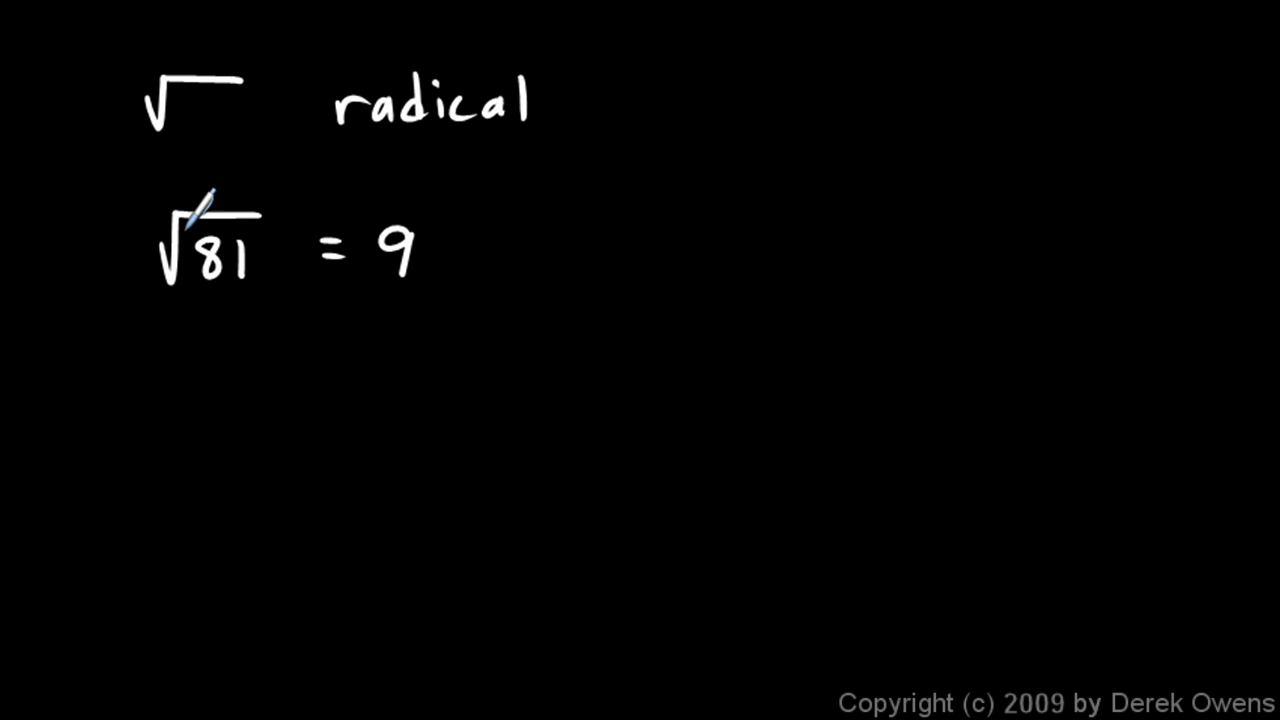 √ radical
√81 = 9
Copyright (c) 2009 by Derek Owens